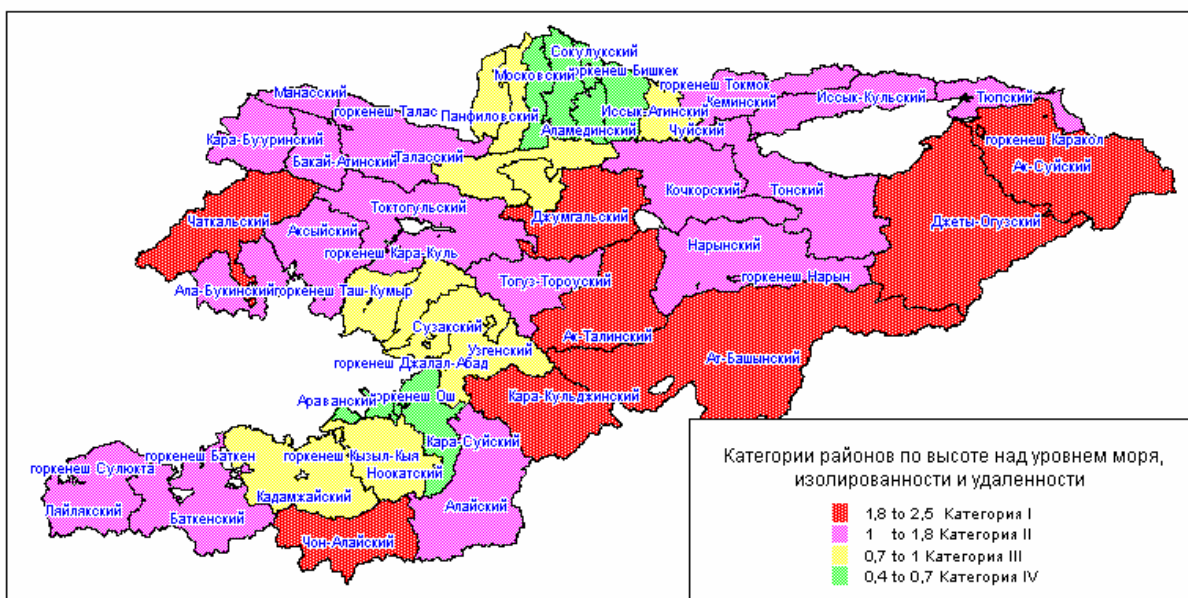 Сокулукский
Московский
горкенеш Бишкек
горкенеш Токмок
Манасский
горкенеш Талас
Панфиловский
Иссык-Атинский
Кеминский
Иссык-Кульский
Тюпский
Кара-Бууринский
Аламединский
Чуйский
горкенеш Каракол
Бакай-Атинский
Таласский
Ак-Суйский
Кочкорский
Тонский
Чаткальский
Токтогульский
Джумгальский
Джеты-Огузский
Аксыйский
горкенеш Кара-Куль
Нарынский
горкенеш Нарын
Ала-Букинский
горкенеш Таш-Кумыр
Тогуз-Тороуский
Сузакский
Ак-Талинский
Узгенский
Ат-Башынский
горкенеш Джалал-Абад
Араванский
горкенеш Ош
Кара-Кульджинский
Кара-Суйский
горкенеш Сулюкта
горкенеш Баткен
горкенеш Кызыл-Кыя
Ноокатский
Ляйлякский
Баткенский
Кадамжайский
Алайский
Чон-Алайский
Категории районов по высоте над уровнем моря,
изолированности и удаленности
1,8 to 2,5 Категория I
1 to 1,8 Категория II
0,7 to 1 Категория III
0,4 to 0,7 Категория IV